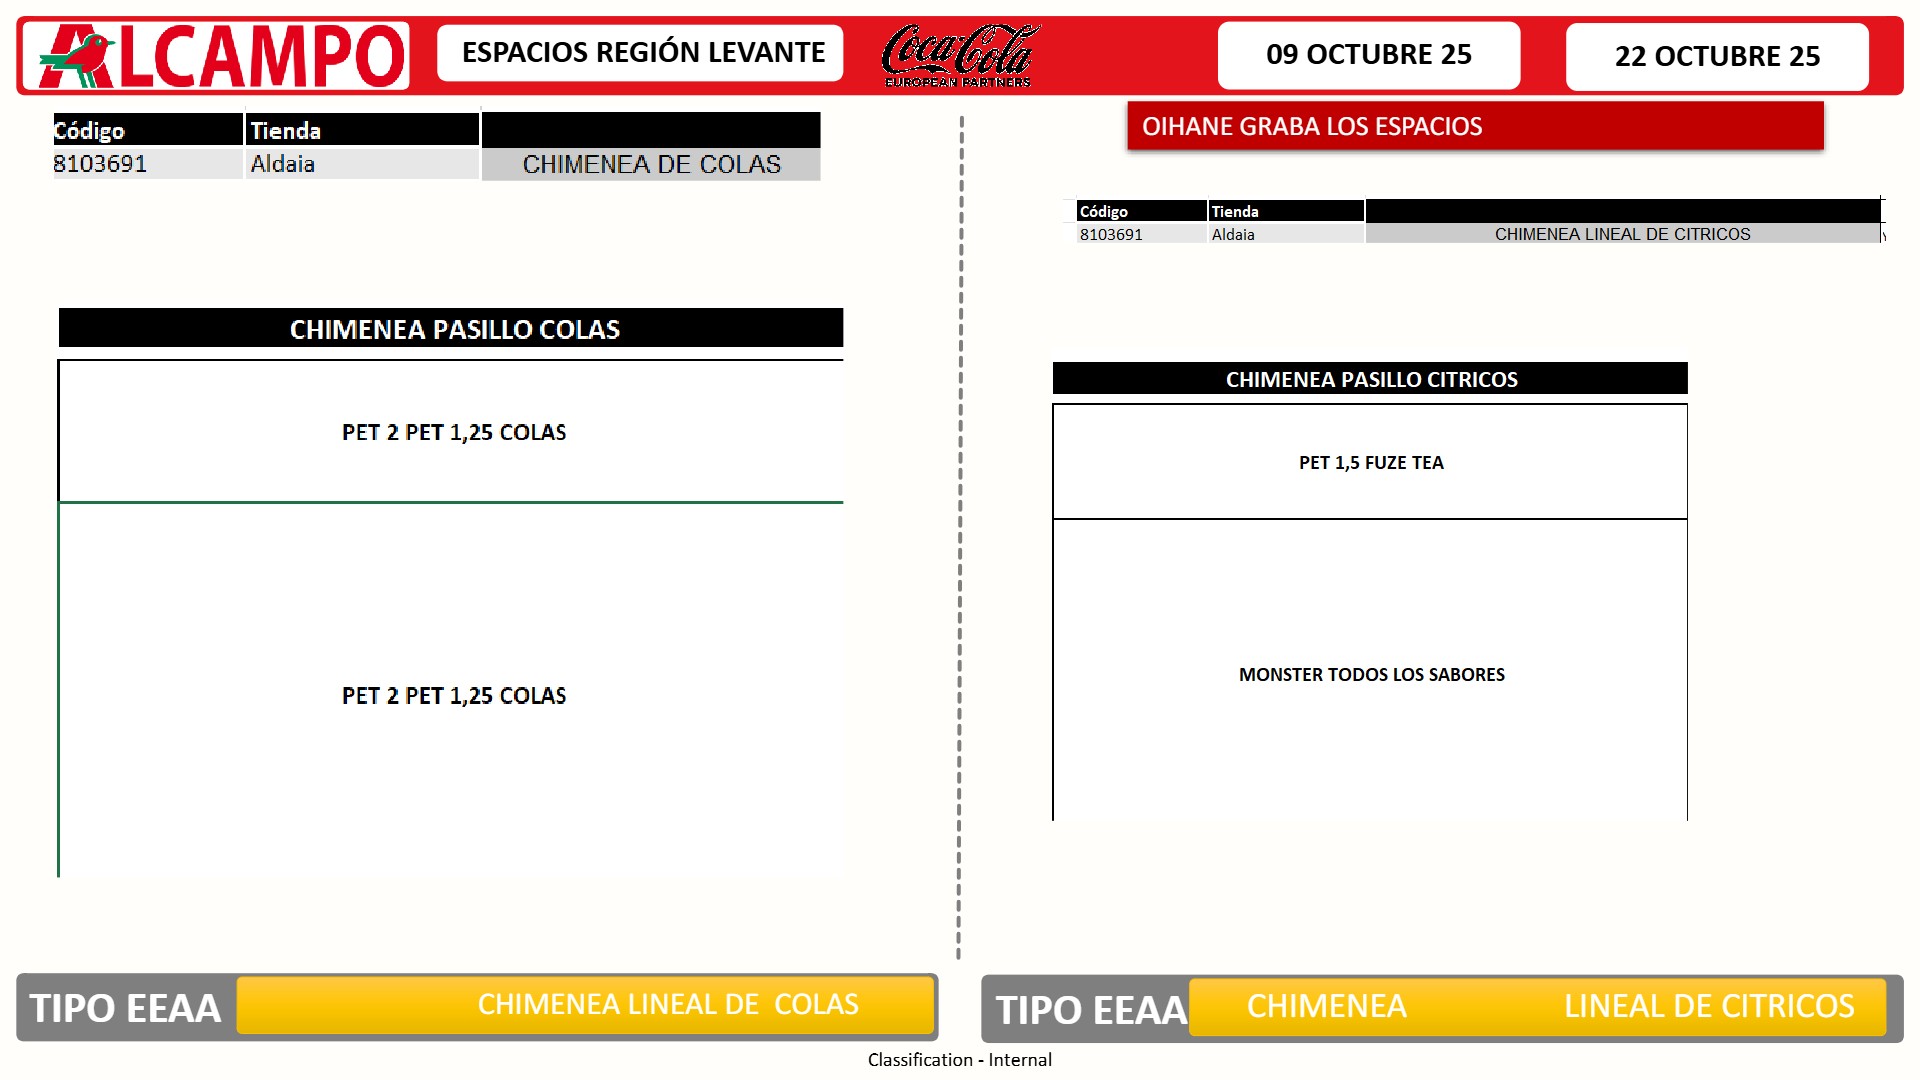 ALCAMPO
ESPACIOS REGIÓN LEVANTE
Coca-Cola
EUROPEAN PARTNERS
09 OCTUBRE 25
22 OCTUBRE 25
Código Tienda
8103691 Aldaia CHIMENEA DE COLAS
CHIMENEA PASILLO COLAS
PET 2 PET 1,25 COLAS
PET 2 PET 1,25 COLAS
TIPO EEAA CHIMENEA LINEAL DE COLAS
OIHANE GRABA LOS ESPACIOS
Código Tienda
8103691 Aldaia CHIMENEA LINEAL DE CITRICOS
CHIMENEA PASILLO CITRICOS
PET 1,5 FUZE TEA
MONSTER TODOS LOS SABORES
TIPO EEAA CHIMENEA LINEAL DE CITRICOS
Classification - Internal